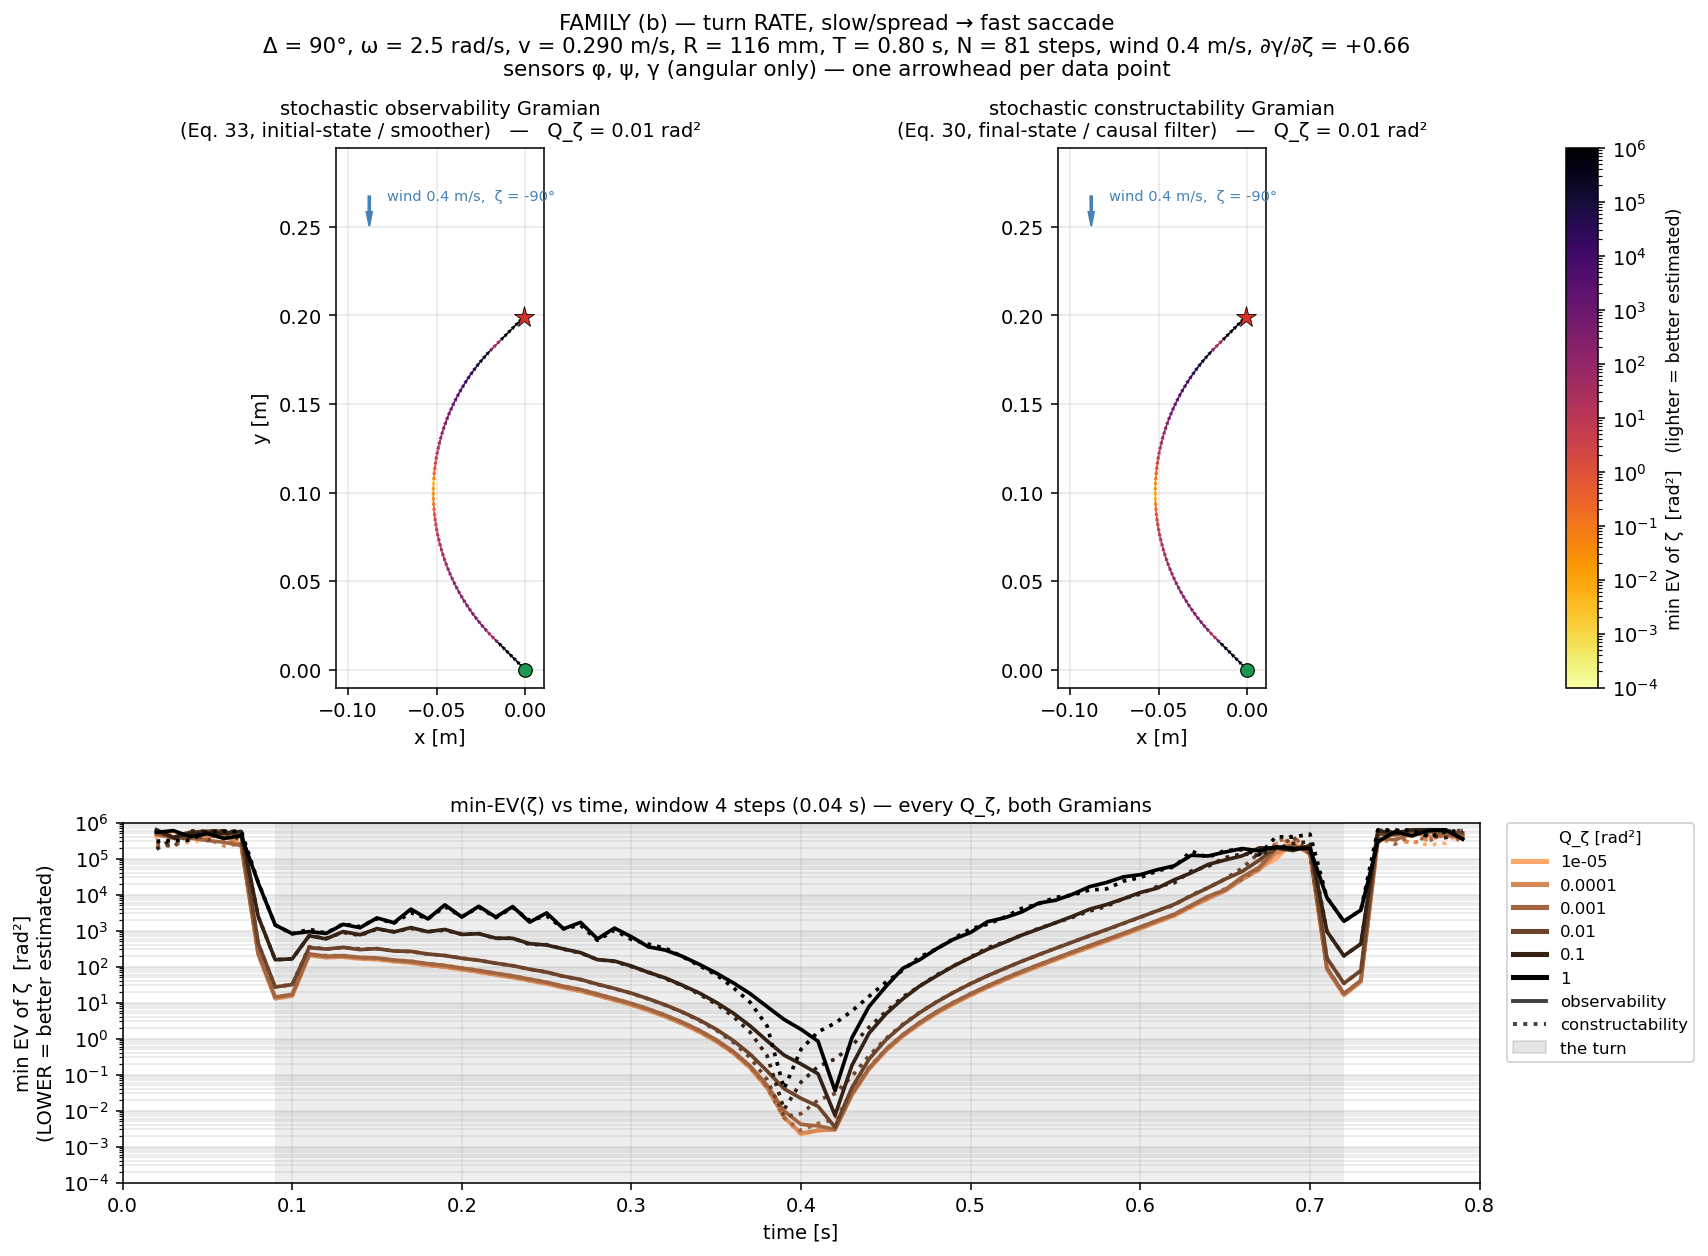 FAMILY (b) — turn RATE, slow/spread → fast saccade
Δ = 90°, ω = 2.5 rad/s, v = 0.290 m/s, R = 116 mm, T = 0.80 s, N = 81 steps, wind 0.4 m/s, ∂γ/∂ζ = +0.66
sensors φ, ψ, γ (angular only) — one arrowhead per data point
stochastic observability Gramian
(Eq. 33, initial-state / smoother)   —   Q_ζ = 0.01 rad²
wind 0.4 m/s,  ζ = -90°
y [m]
0.25
0.20
0.15
0.10
0.05
0.00
−0.10
−0.05
0.00
x [m]
stochastic constructability Gramian
(Eq. 30, final-state / causal filter)   —   Q_ζ = 0.01 rad²
wind 0.4 m/s,  ζ = -90°
0.25
0.20
0.15
0.10
0.05
0.00
−0.10
−0.05
0.00
x [m]
10⁶
10⁵
10⁴
10³
10²
10¹
10⁰
10⁻¹
10⁻²
10⁻³
10⁻⁴
min EV of ζ  [rad²]   (lighter = better estimated)
min-EV(ζ) vs time, window 4 steps (0.04 s) — every Q_ζ, both Gramians
min EV of ζ  [rad²]
(LOWER = better estimated)
10⁶
10⁵
10⁴
10³
10²
10¹
10⁰
10⁻¹
10⁻²
10⁻³
10⁻⁴
0.0
0.1
0.2
0.3
0.4
0.5
0.6
0.7
0.8
time [s]
Q_ζ [rad²]
1e-05
0.0001
0.001
0.01
0.1
1
observability
constructability
the turn